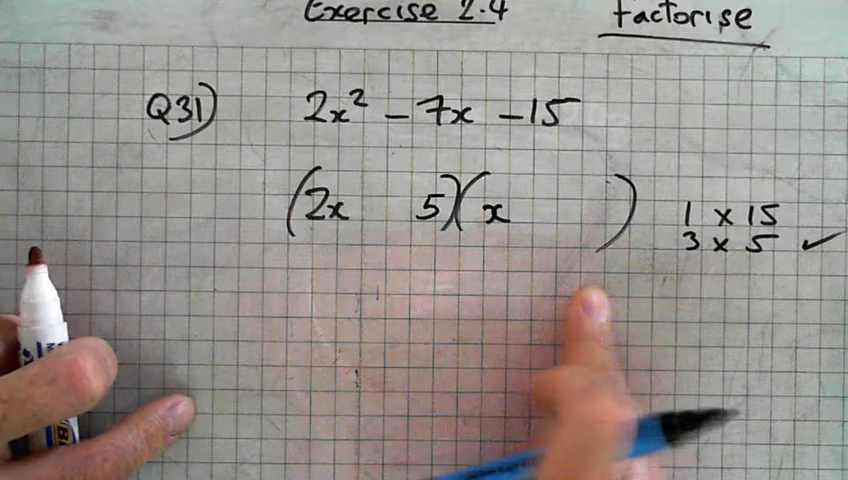 Exercise 2.4 factorise
Q31) 2x² - 7x - 15
(2x 5)(x )
1 x 15
3 x 5 ✓